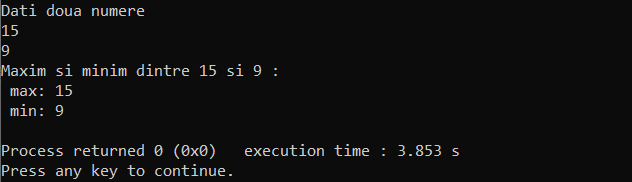 Dati doua numere
15
9
Maxim si minim dintre 15 si 9 :
 max: 15
 min: 9

Process returned 0 (0x0)   execution time : 3.853 s
Press any key to continue.